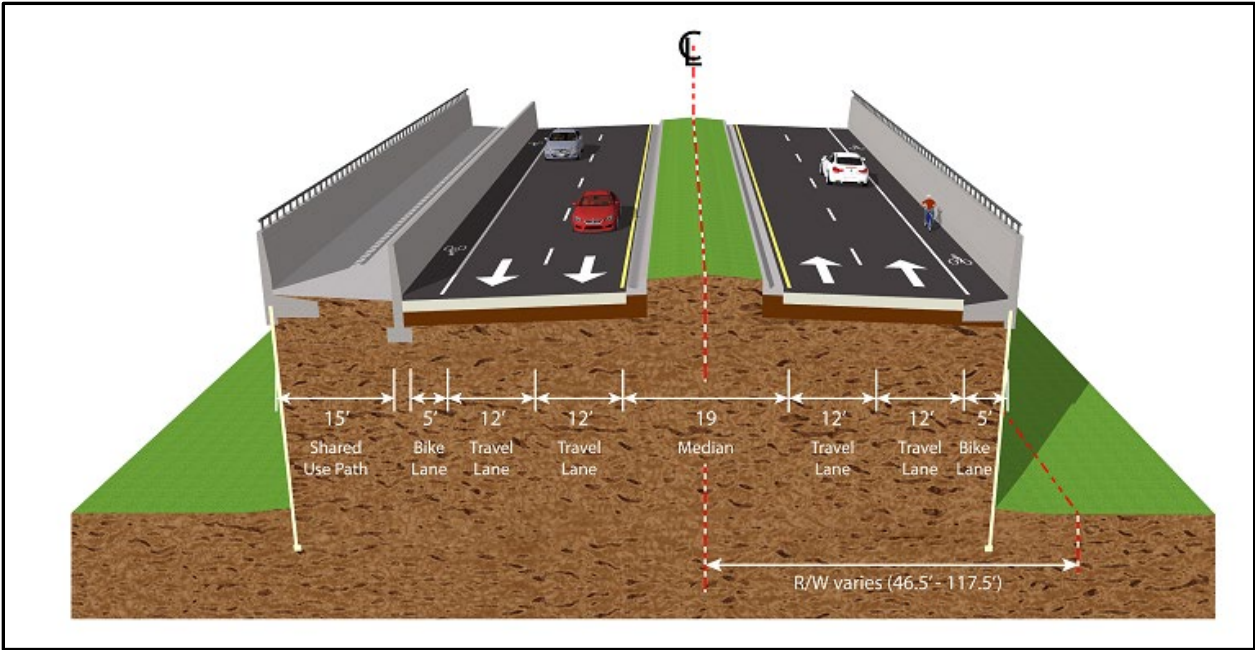 ℄
15’ 5’ 12’ 12’ 19 12’ 12’ 5’
Shared Bike Travel Travel Median Travel Travel Bike
Use Path Lane Lane Lane Lane Lane Lane
R/W varies (46.5’ - 117.5’)